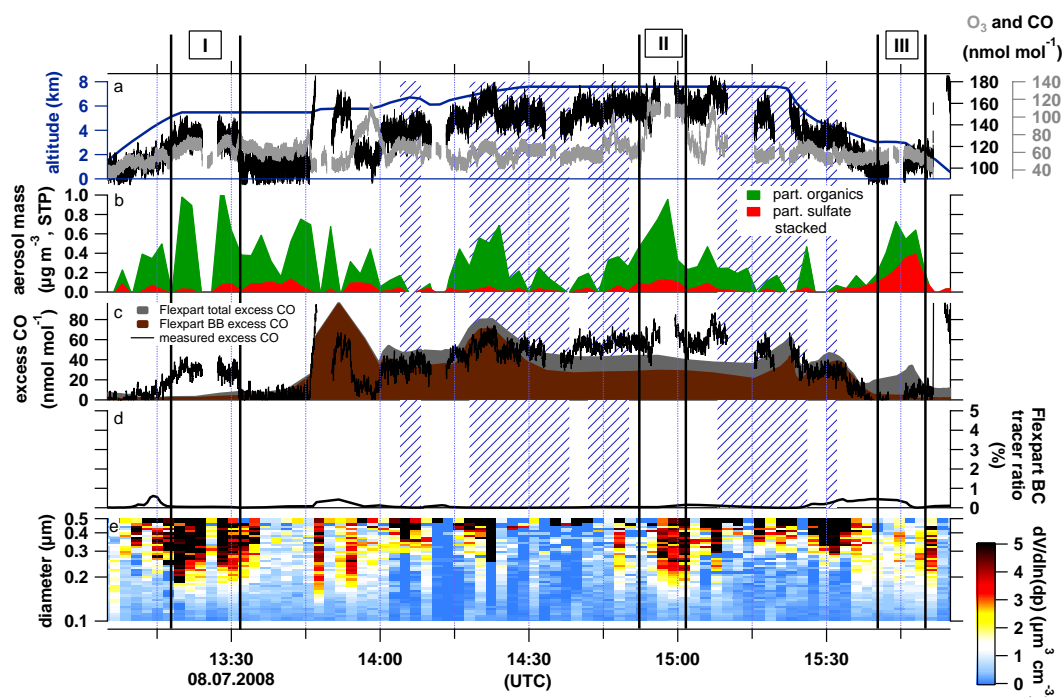 I
II
III
O3 and CO
(nmol mol-1)
a
altitude (km)
8
6
4
2
0
180
160
140
120
100
140
120
100
80
60
40
b
aerosol mass
(µg m-3, STP)
1.0
0.8
0.6
0.4
0.2
0.0
part. organics
part. sulfate
stacked
c
excess CO
(nmol mol-1)
80
60
40
20
0
Flexpart total excess CO
Flexpart BB excess CO
measured excess CO
d
5
4
3
2
1
0
Flexpart BC
tracer ratio
(%)
e
diameter (µm)
0.5
0.4
0.3
0.2
0.1
5
4
3
2
1
0
dV/dln(dp) (µm3 cm-3
13:30
14:00
14:30
15:00
15:30
08.07.2008
(UTC)